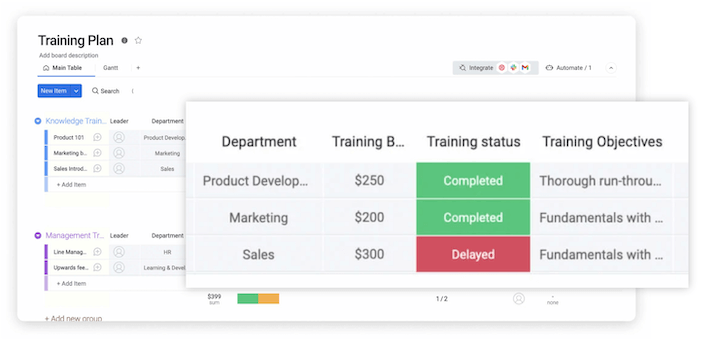 Training Plan
Add board description
Main Table Gantt +
Integrate Automate / 1
New Item Search
Knowledge Train... Leader Department
Product 101 Product Develop...
Marketing b... Marketing
Sales Introd... Sales
+ Add Item
Management Tr... Leader Department
Line Manag... HR
Upwards fee... Learning & Devel
+ Add Item
$399 1 / 2 -
sum none
+ Add new group
Department Training B... Training status Training Objectives
Product Develop... $250 Completed Thorough run-throu...
Marketing $200 Completed Fundamentals with ...
Sales $300 Delayed Fundamentals with ...